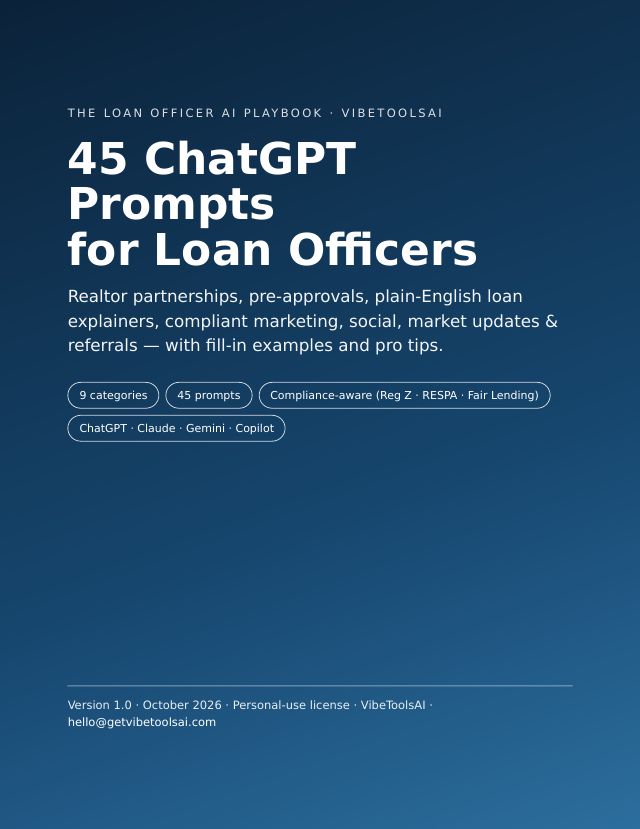 THE LOAN OFFICER AI PLAYBOOK · VIBETOOLSAI
45 ChatGPT
Prompts
for Loan Officers
Realtor partnerships, pre-approvals, plain-English loan
explainers, compliant marketing, social, market updates &
referrals — with fill-in examples and pro tips.
9 categories 45 prompts Compliance-aware (Reg Z · RESPA · Fair Lending)
ChatGPT · Claude · Gemini · Copilot
Version 1.0 · October 2026 · Personal-use license · VibeToolsAI ·
hello@getvibetoolsai.com